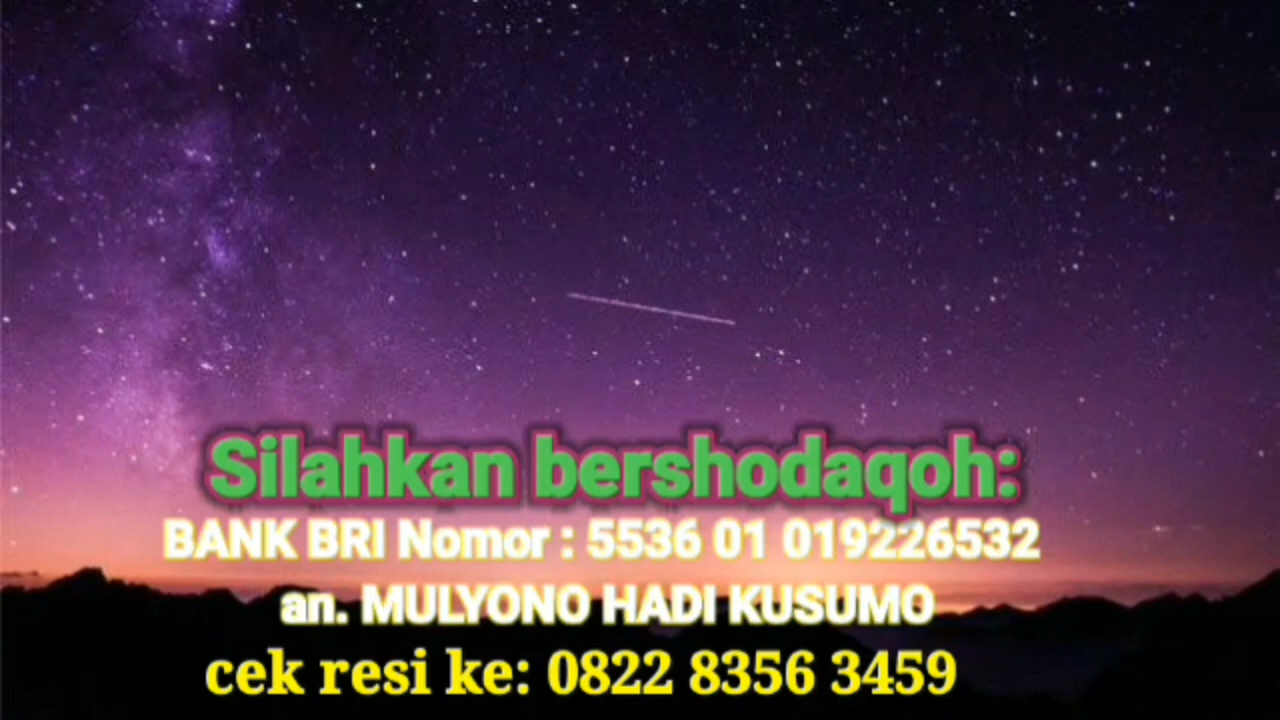 Silahkan bershodaqoh:
BANK BRI Nomor : 5536 01 019226532
an. MULYONO HADI KUSUMO
cek resi ke: 0822 8356 3459